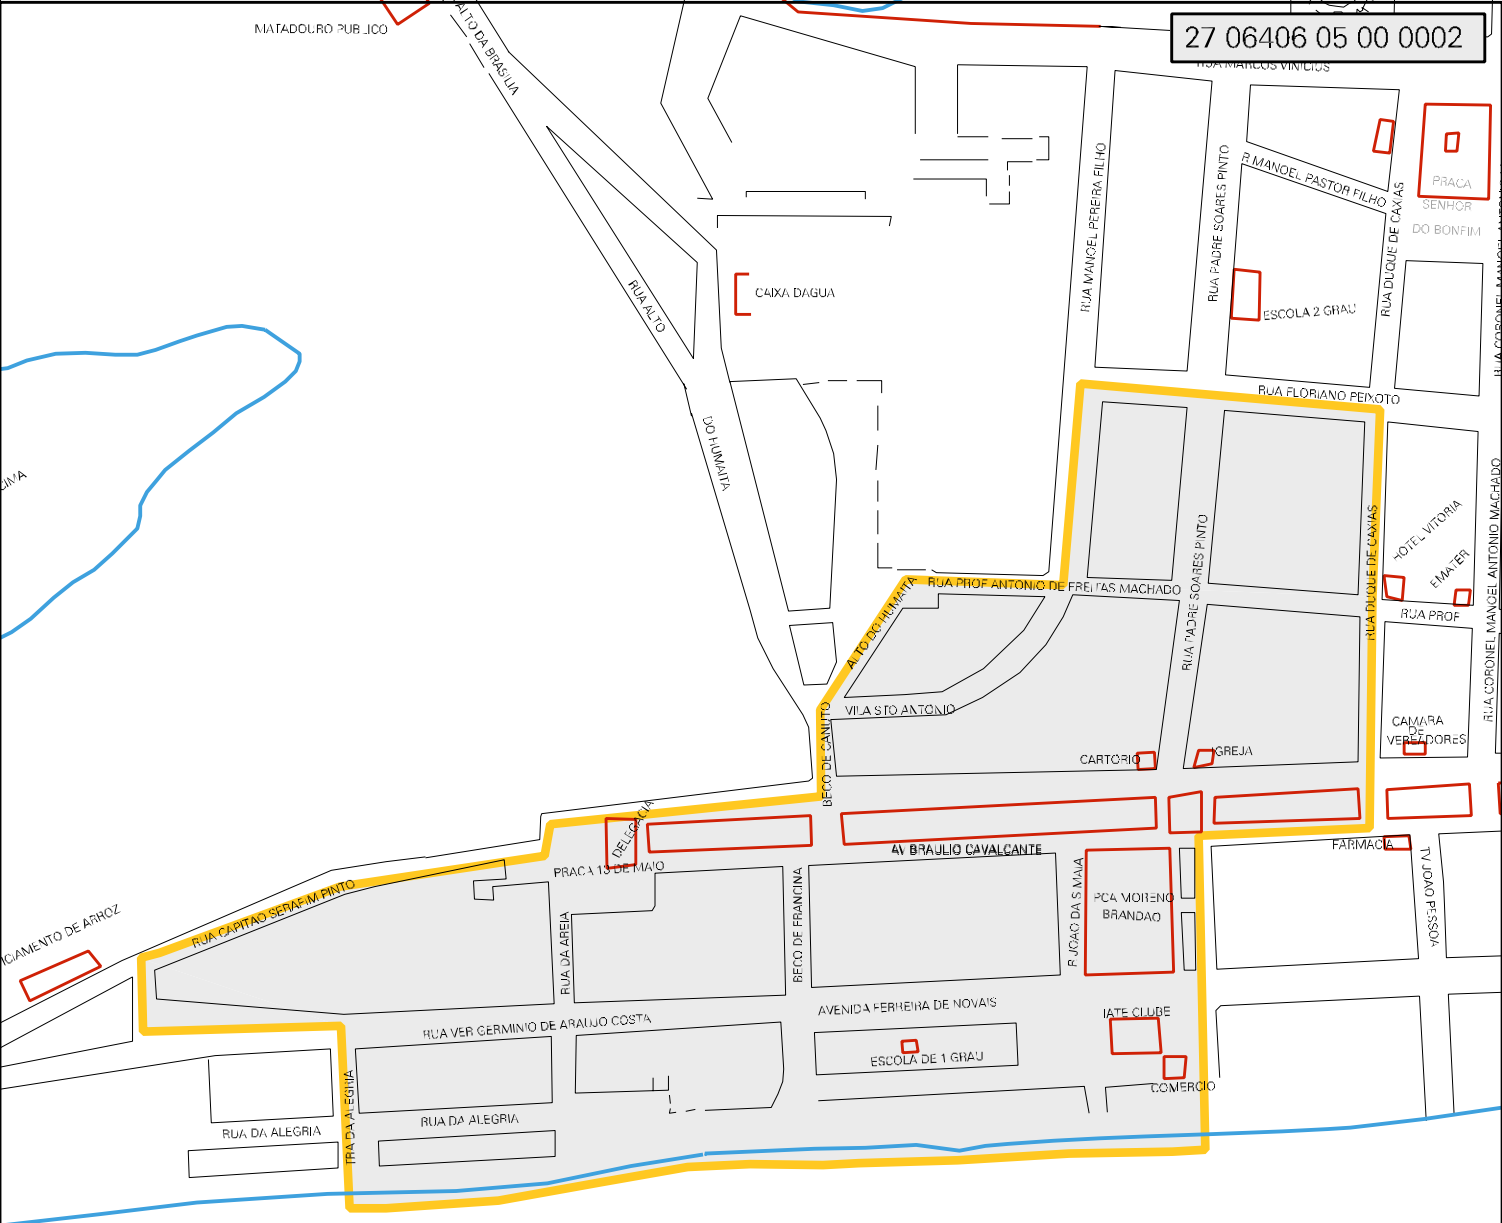 MATADOURO PUBLICO
ALTO DA BRASILIA
27 06406 05 00 0002
RUA MARCOS VINICIUS
R MANOEL PASTOR FILHO
PRACA
SENHOR
DO BONFIM
RUA MANOEL PEREIRA FILHO
RUA PADRE SOARES PINTO
RUA DUQUE DE CAXIAS
RUA ALTO
CAIXA DAGUA
ESCOLA 2 GRAU
RUA FLORIANO PEIXOTO
DO HUMAITA
CIMA
HOTEL VITORIA
EMATER
RUA CORONEL MANOEL ANTONIO MACHADO
RUA DUQUE DE CAXIAS
RUA PADRE SOARES PINTO
RUA PROF ANTONIO DE FREITAS MACHADO
RUA PROF
ALTO DO HUMAITA
VILA STO ANTONIO
BECO DE CANUTO
CARTORIO
IGREJA
CAMARA
DE
VEREADORES
DELEGACIA
AV BRAULIO CAVALCANTE
FARMACIA
PRACA 13 DE MAIO
RUA CAPITAO SERAFIM PINTO
RUA DA AREIA
BECO DE FRANCINA
R JOAO DA S MAIA
PCA MORENO
BRANDAO
TV JOAO PESSOA
CIAMENTO DE ARROZ
AVENIDA FERREIRA DE NOVAIS
IATE CLUBE
RUA VER GERMINIO DE ARAUJO COSTA
ESCOLA DE 1 GRAU
COMERCIO
TRA DA ALEGRIA
RUA DA ALEGRIA
RUA DA ALEGRIA